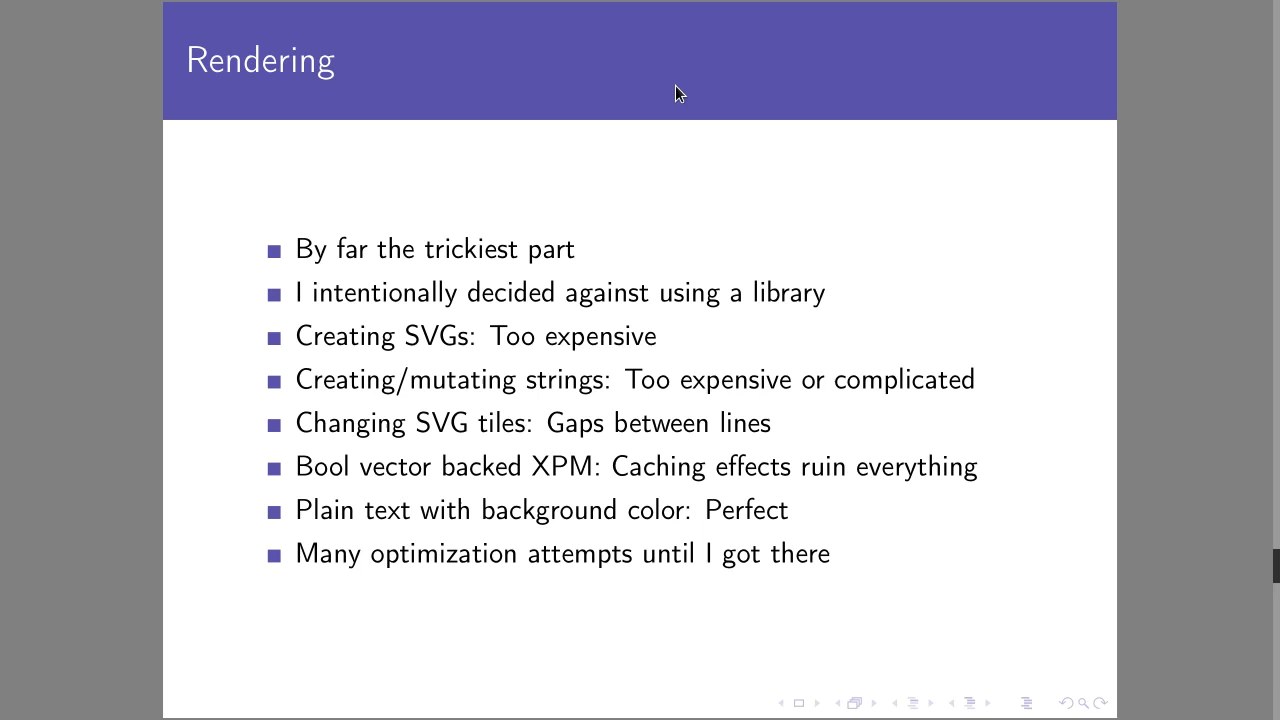 Rendering
By far the trickiest part
I intentionally decided against using a library
Creating SVGs: Too expensive
Creating/mutating strings: Too expensive or complicated
Changing SVG tiles: Gaps between lines
Bool vector backed XPM: Caching effects ruin everything
Plain text with background color: Perfect
Many optimization attempts until I got there